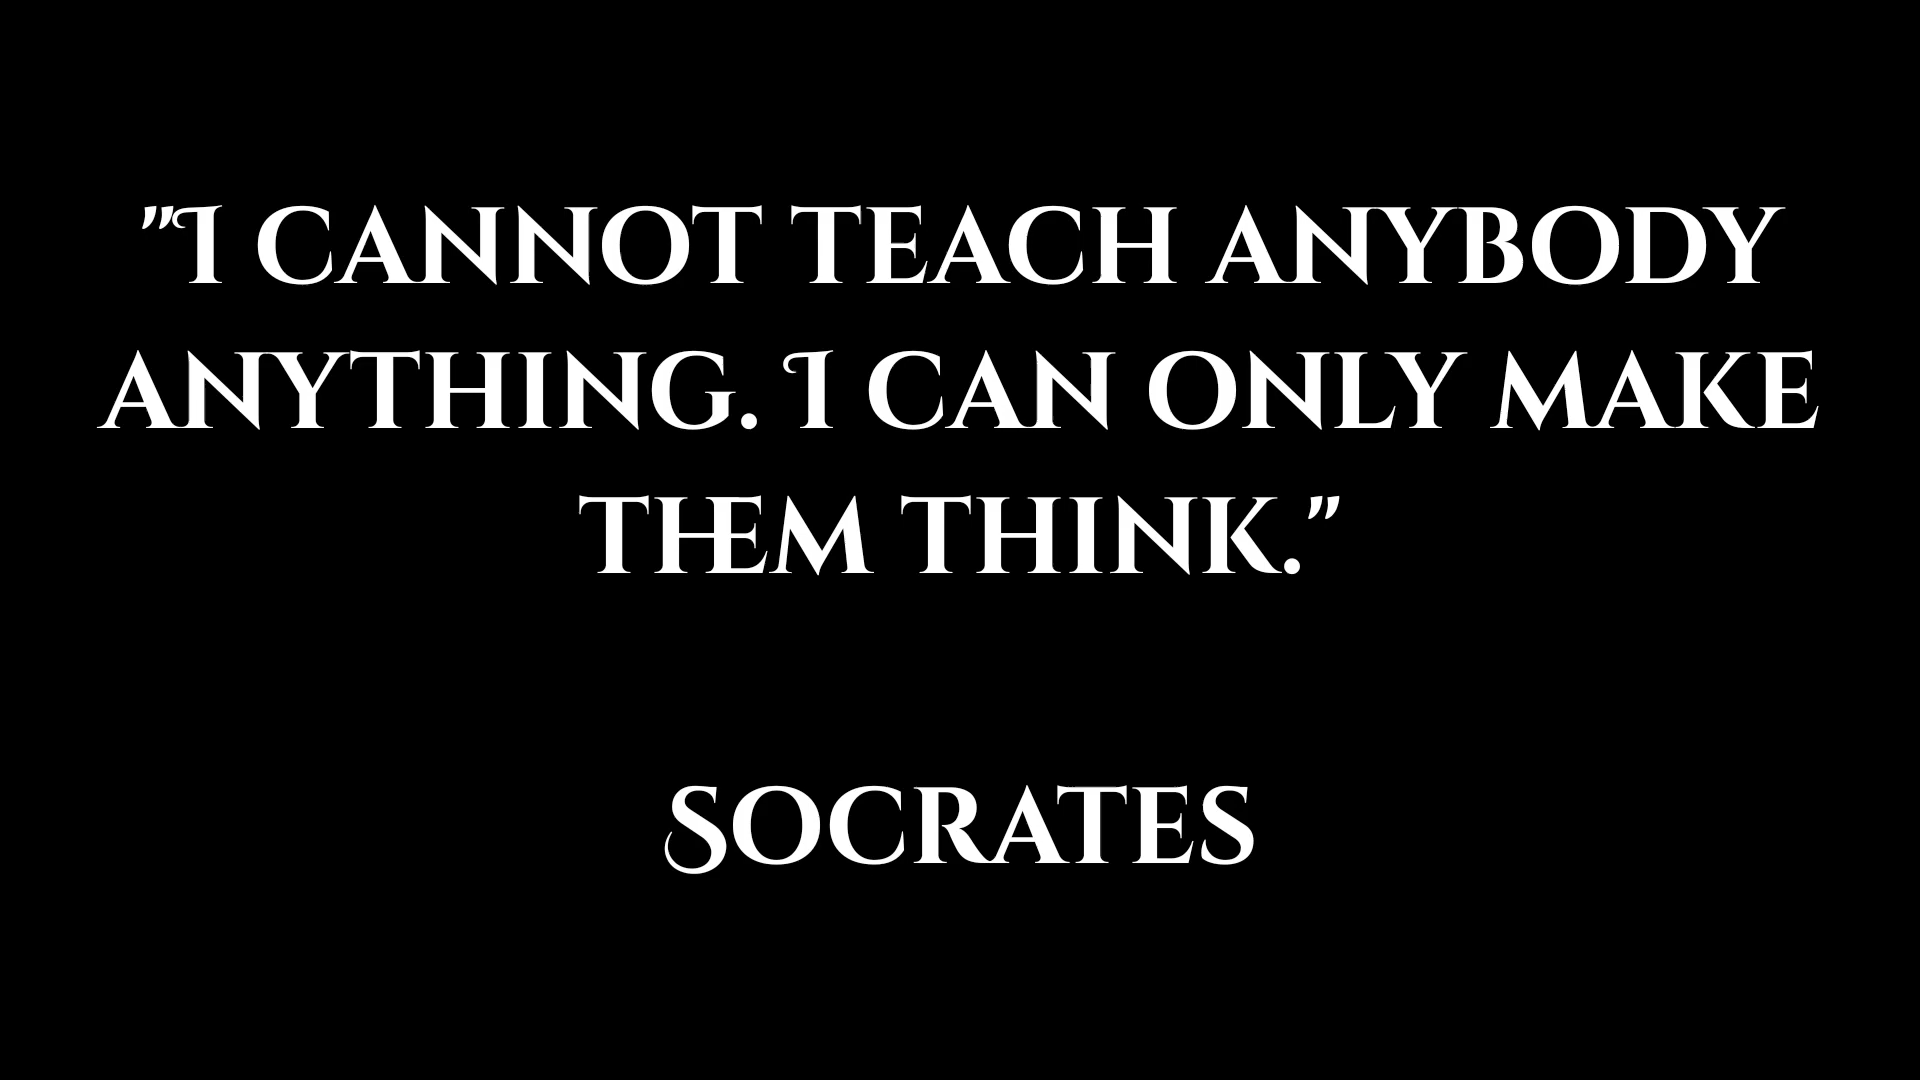 "I CANNOT TEACH ANYBODY
ANYTHING. I CAN ONLY MAKE
THEM THINK."
SOCRATES